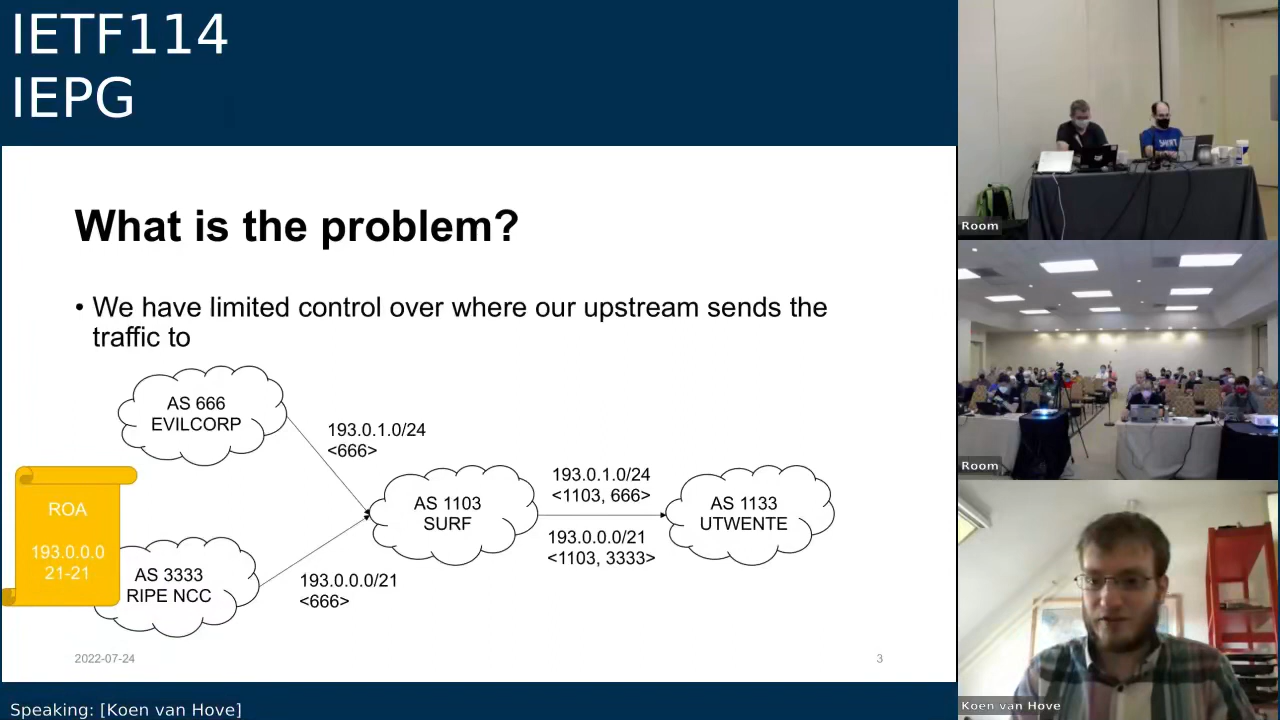 IETF114
IEPG
What is the problem?
• We have limited control over where our upstream sends the
traffic to
AS 666
EVILCORP
193.0.1.0/24
<666>
ROA
193.0.0.0
21-21
AS 3333
RIPE NCC
193.0.0.0/21
<666>
AS 1103
SURF
193.0.1.0/24
<1103, 666>
193.0.0.0/21
<1103, 3333>
AS 1133
UTWENTE
2022-07-24
3
Speaking: [Koen van Hove]
Room
Room
Koen van Hove